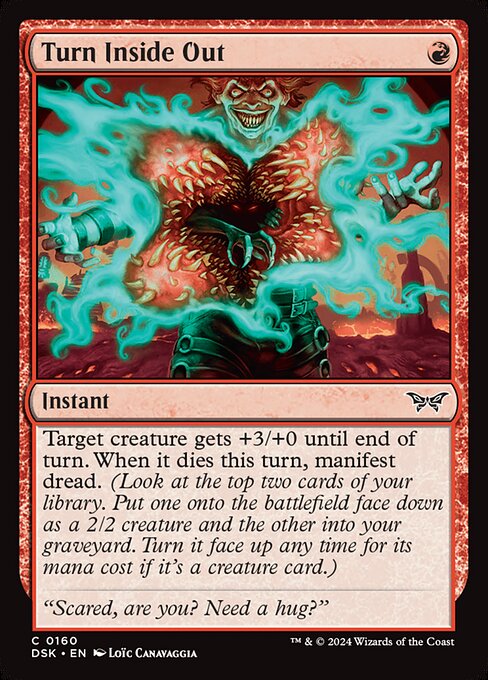 Turn Inside Out
Instant
Target creature gets +3/+0 until end of
turn. When it dies this turn, manifest
dread. (Look at the top two cards of your
library. Put one onto the battlefield face down
as a 2/2 creature and the other into your
graveyard. Turn it face up any time for its
mana cost if it's a creature card.)
“Scared, are you? Need a hug?”
C 0160
DSK • EN Loïc Canavaggia
™ & © 2024 Wizards of the Coast